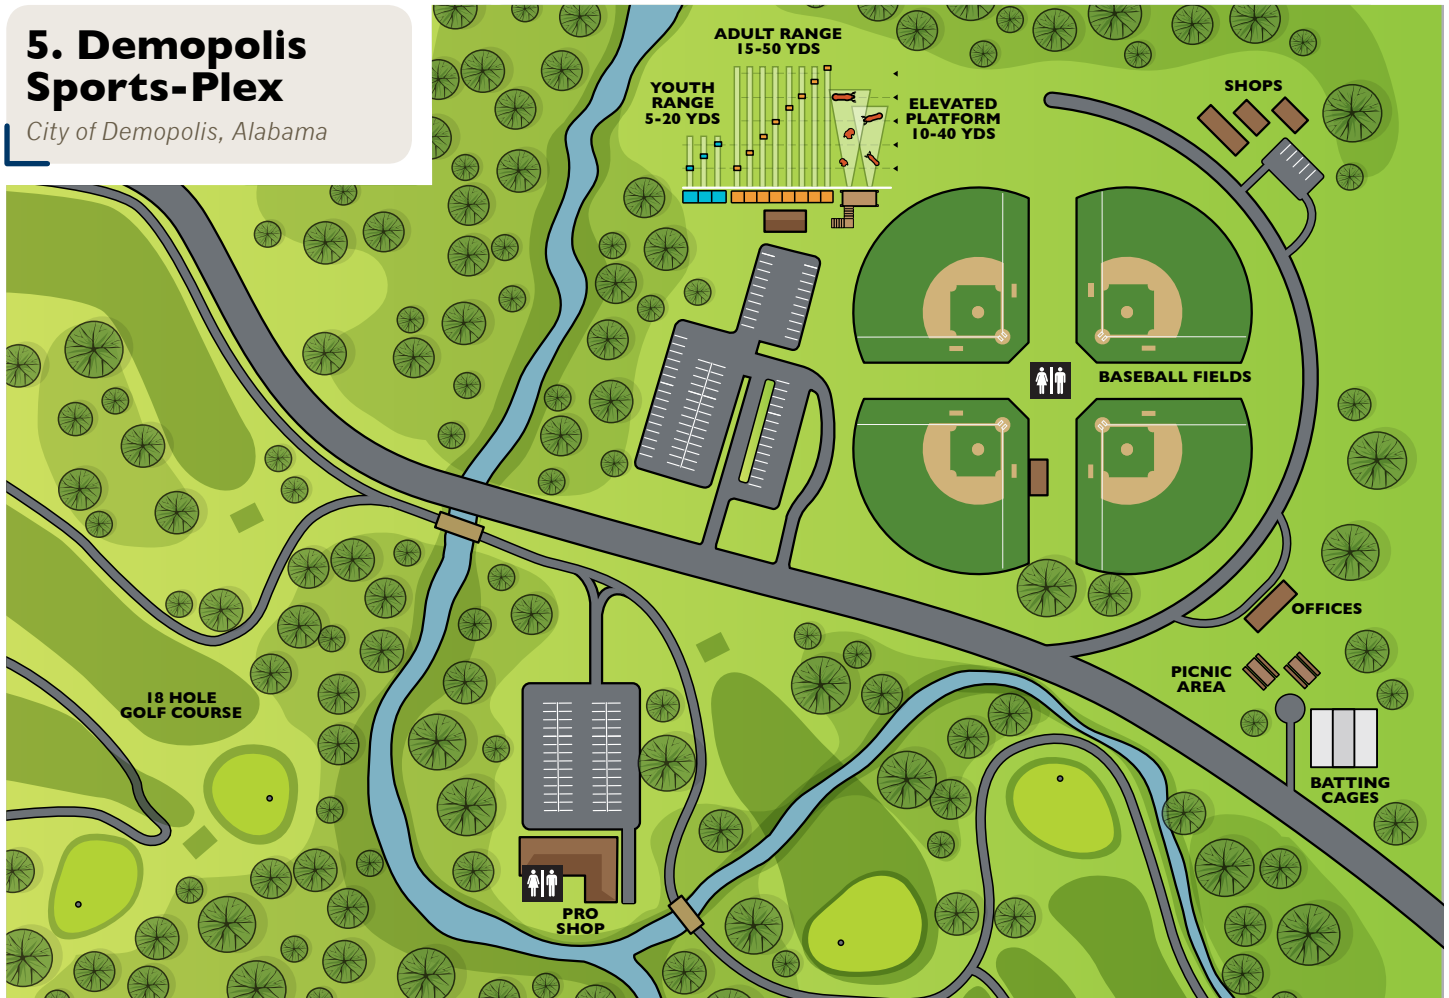 5. Demopolis
Sports-Plex
City of Demopolis, Alabama
ADULT RANGE
15-50 YDS
YOUTH
RANGE
5-20 YDS
ELEVATED
PLATFORM
10-40 YDS
SHOPS
BASEBALL FIELDS
OFFICES
PICNIC
AREA
BATTING
CAGES
18 HOLE
GOLF COURSE
PRO
SHOP